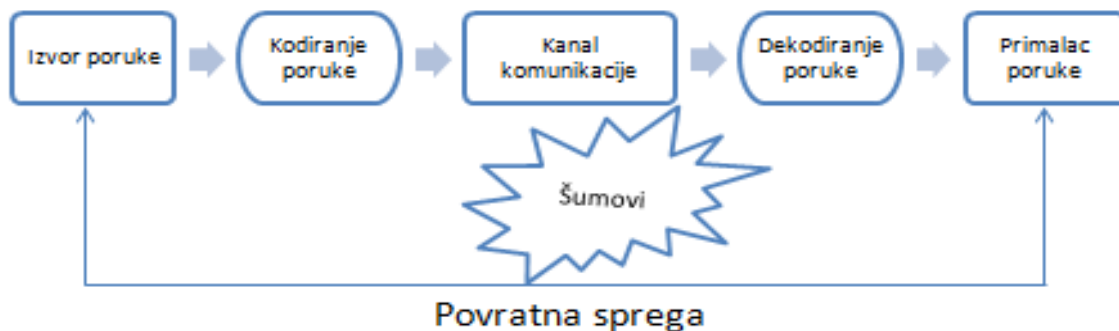 Izvor poruke
Kodiranje
poruke
Kanal
komunikacije
Dekodiranje
poruke
Primalac
poruke
Šumovi
Povratna sprega